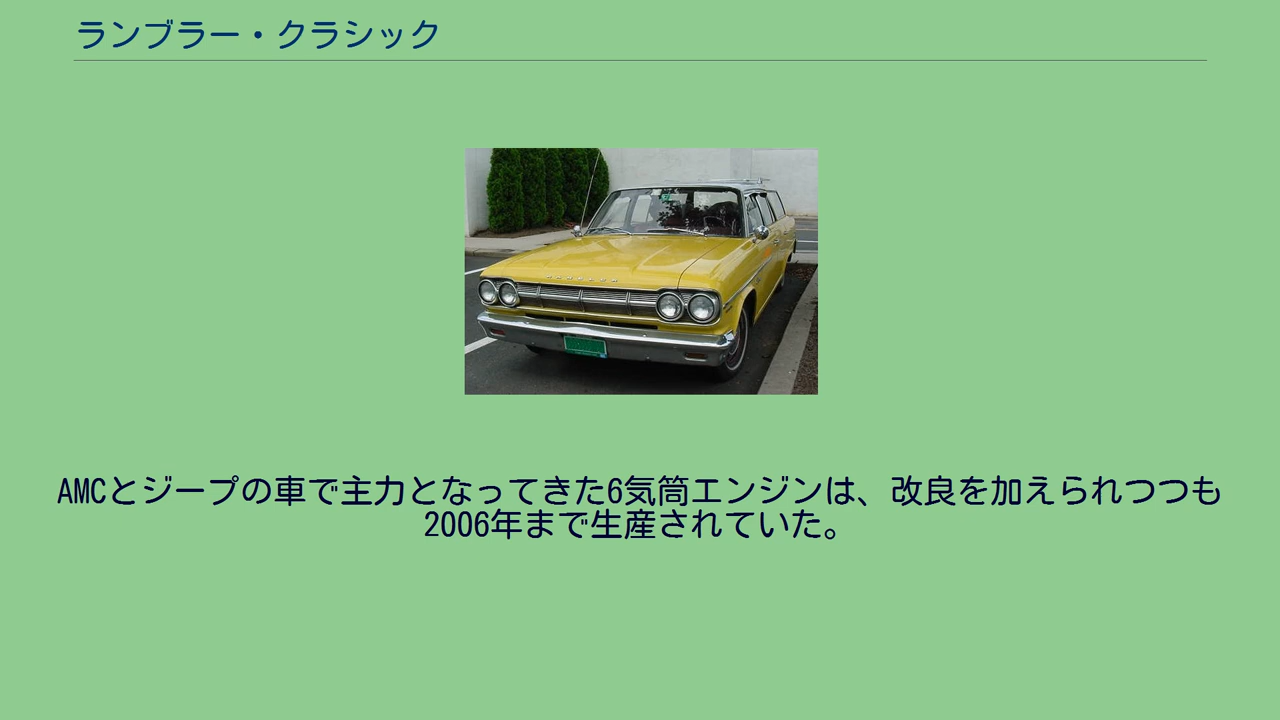 ランブラー・クラシック
AMCとジープの車で主力となってきた6気筒エンジンは、改良を加えられつつも
2006年まで生産されていた。